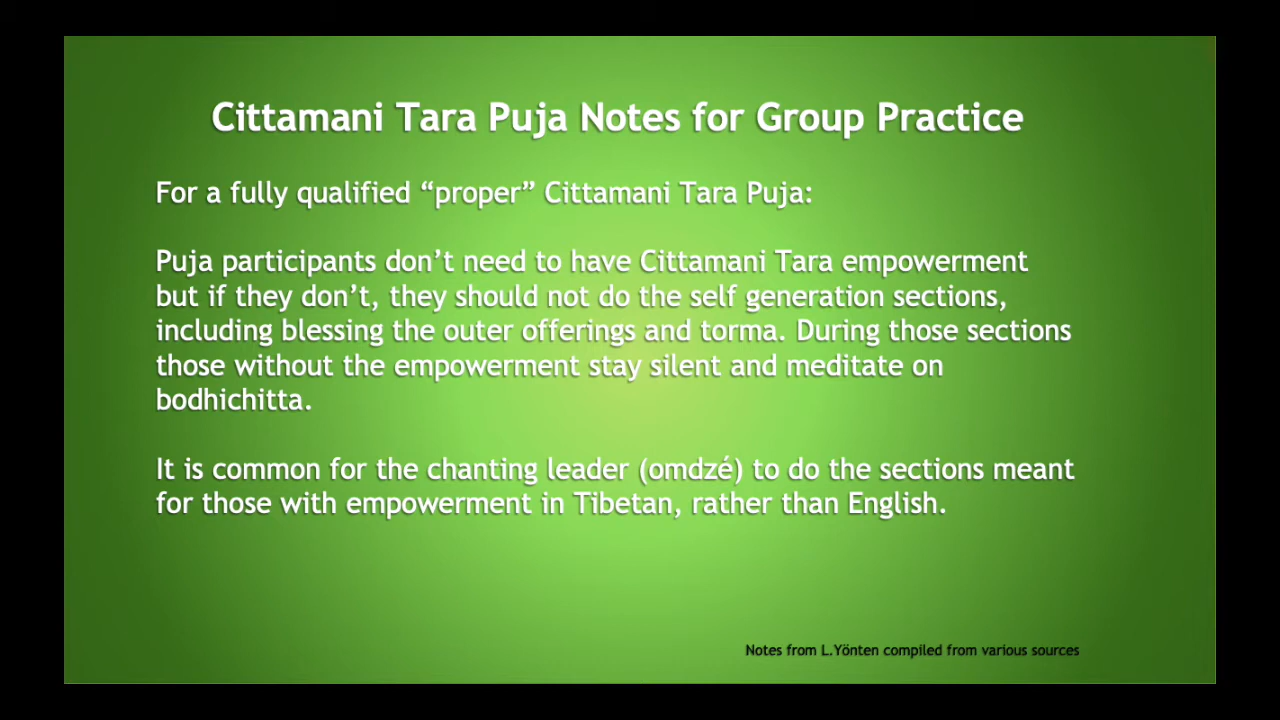 Cittamani Tara Puja Notes for Group Practice
For a fully qualified “proper” Cittamani Tara Puja:
Puja participants don’t need to have Cittamani Tara empowerment
but if they don’t, they should not do the self generation sections,
including blessing the outer offerings and torma. During those sections
those without the empowerment stay silent and meditate on
bodhichitta.
It is common for the chanting leader (omdzé) to do the sections meant
for those with empowerment in Tibetan, rather than English.
Notes from L.Yönten compiled from various sources